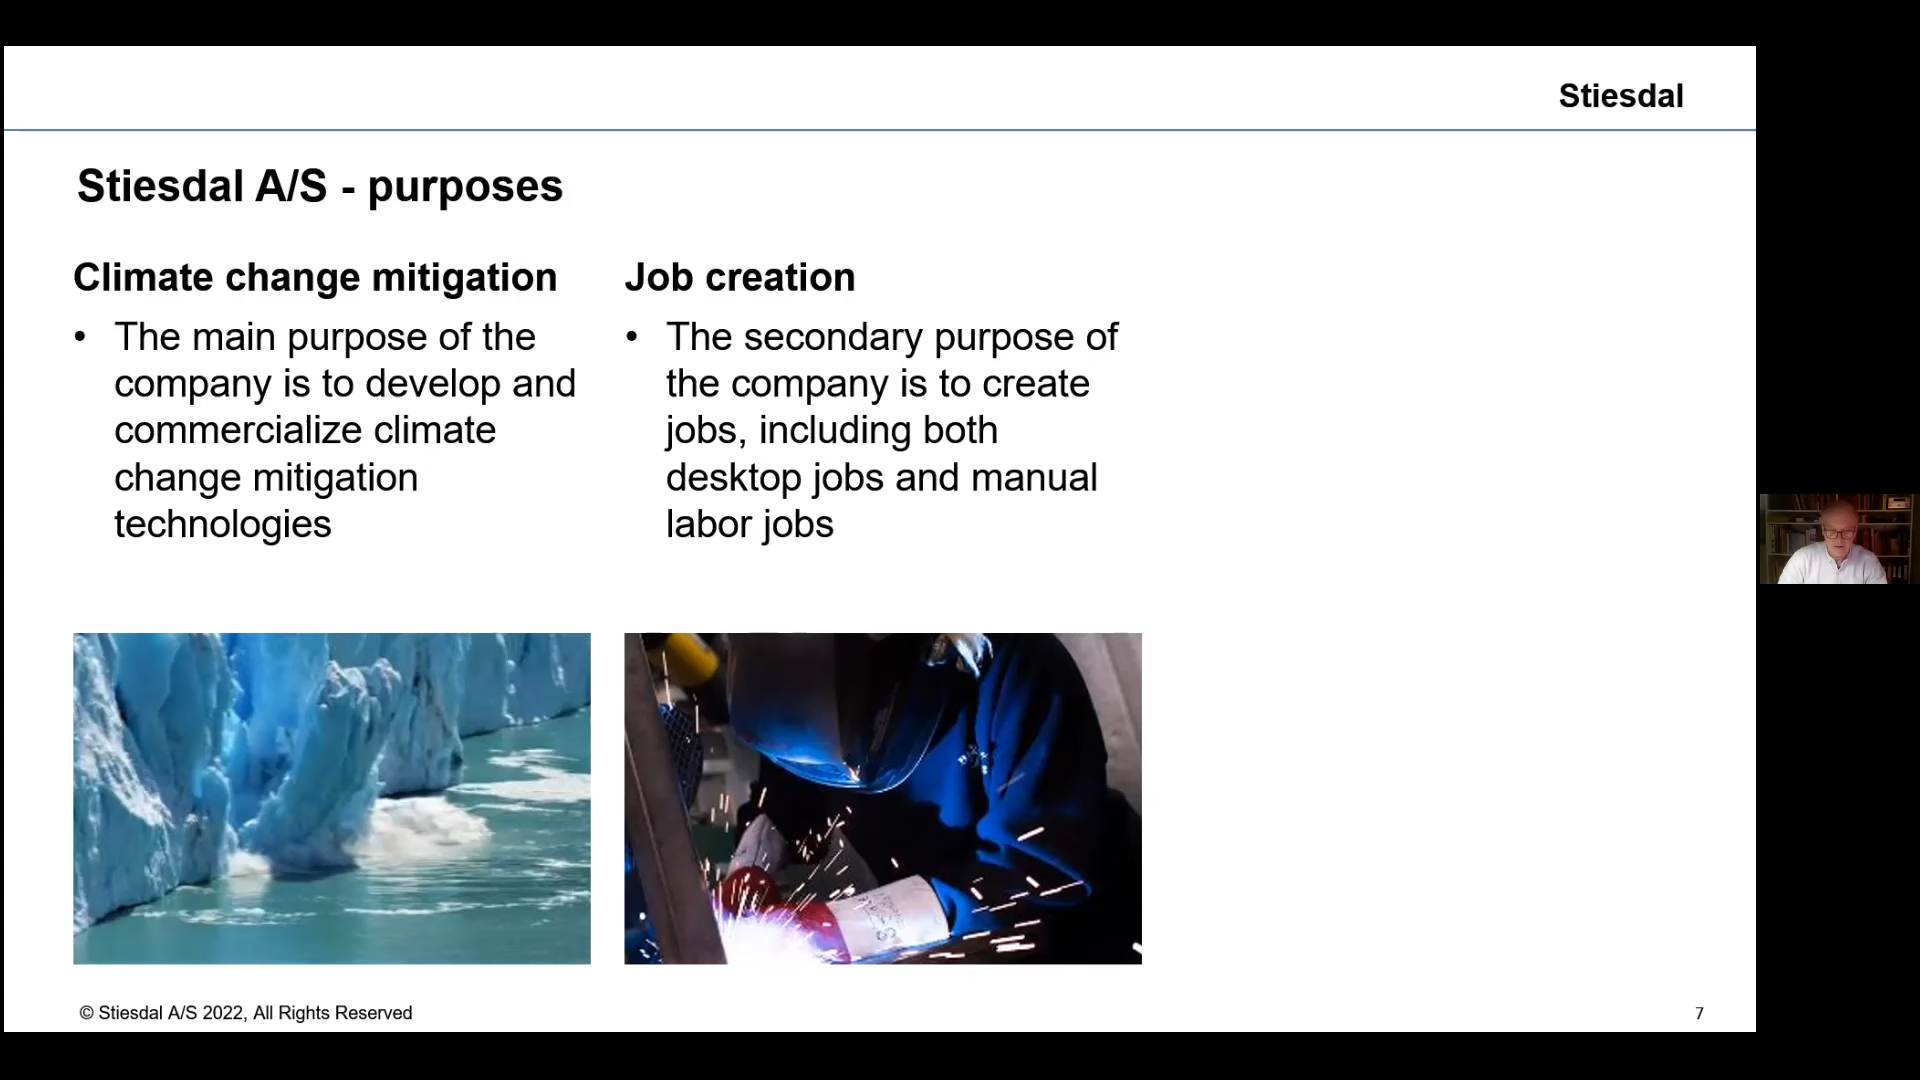 Stiesdal
Stiesdal A/S - purposes
Climate change mitigation
• The main purpose of the
company is to develop and
commercialize climate
change mitigation
technologies
Job creation
• The secondary purpose of
the company is to create
jobs, including both
desktop jobs and manual
labor jobs
© Stiesdal A/S 2022, All Rights Reserved
7